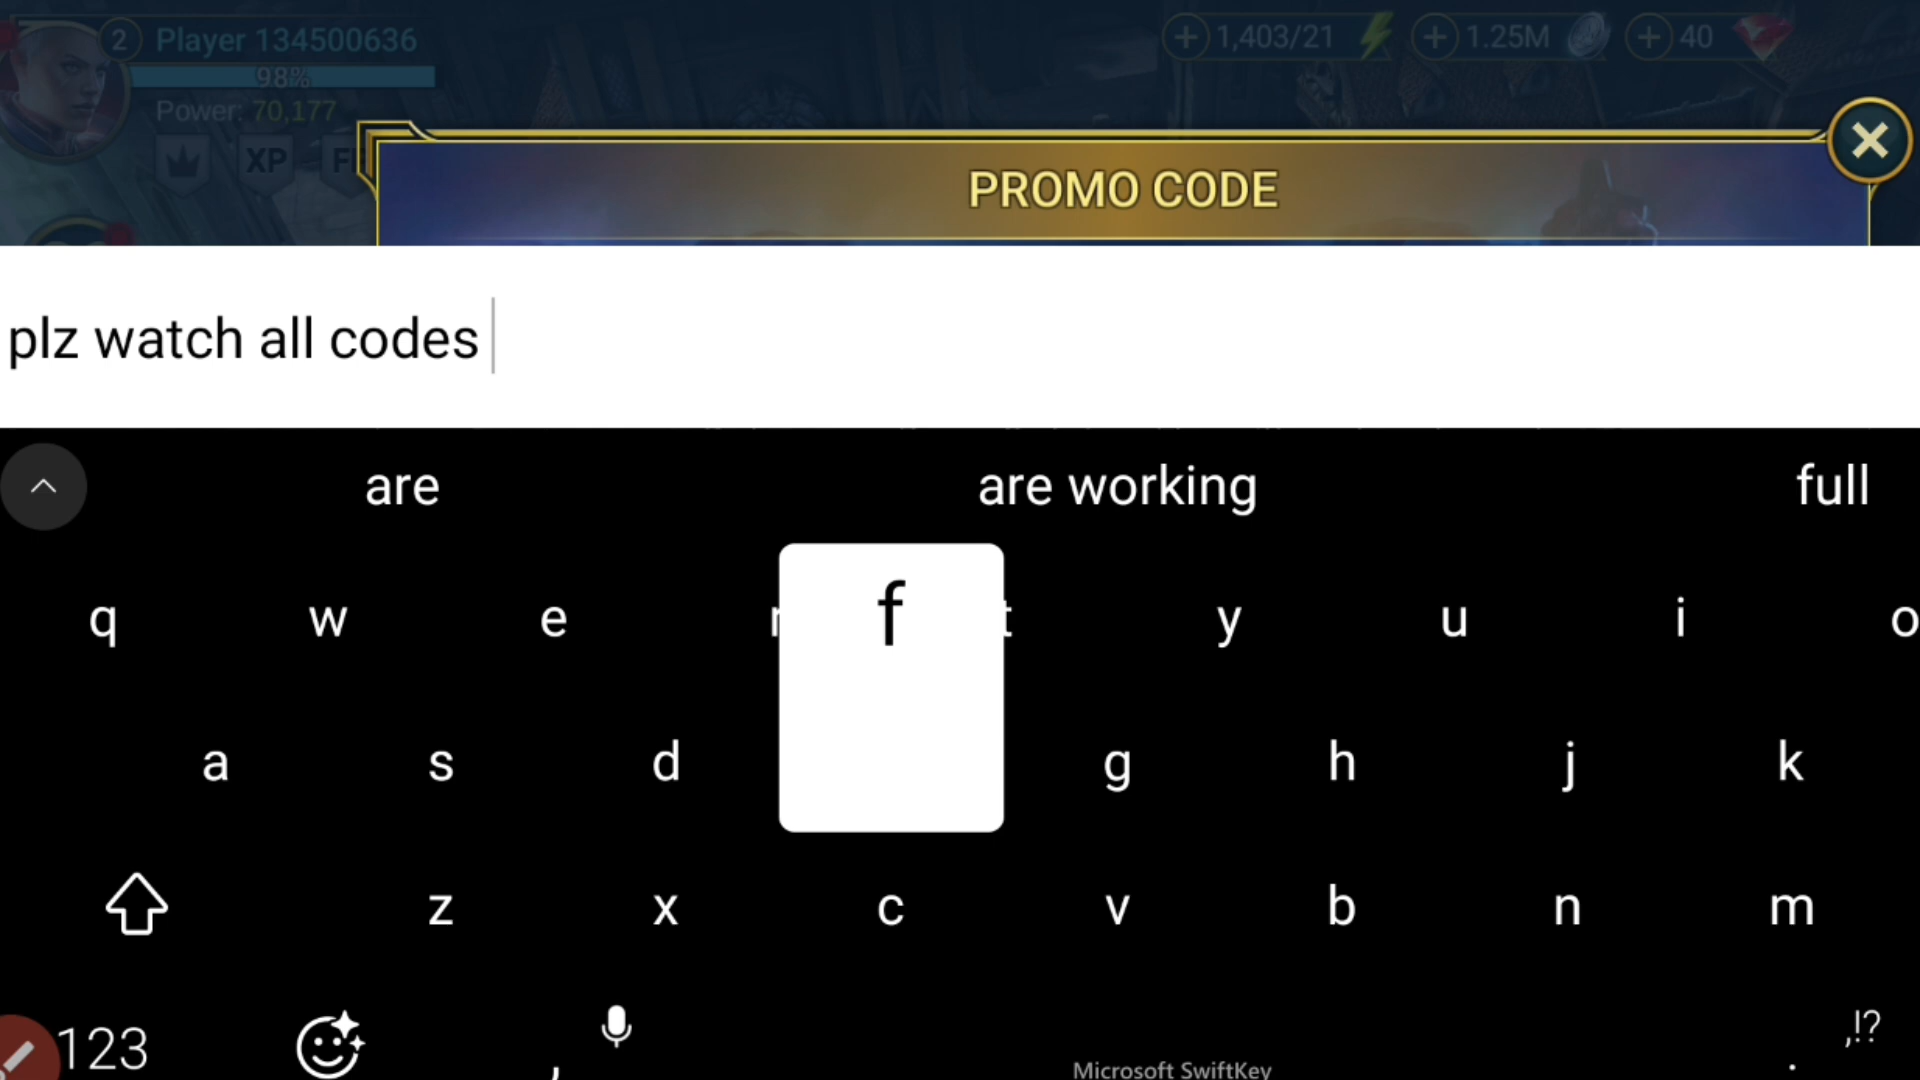 2 Player 134500636
1,403/21
1.25M
40
98%
Power: 70,177
XP
PROMO CODE
plz watch all codes
are
are working
full
q w e f t y u i o
a s d g h j k
z x c v b n m
123
,
,!?
.
Microsoft SwiftKey